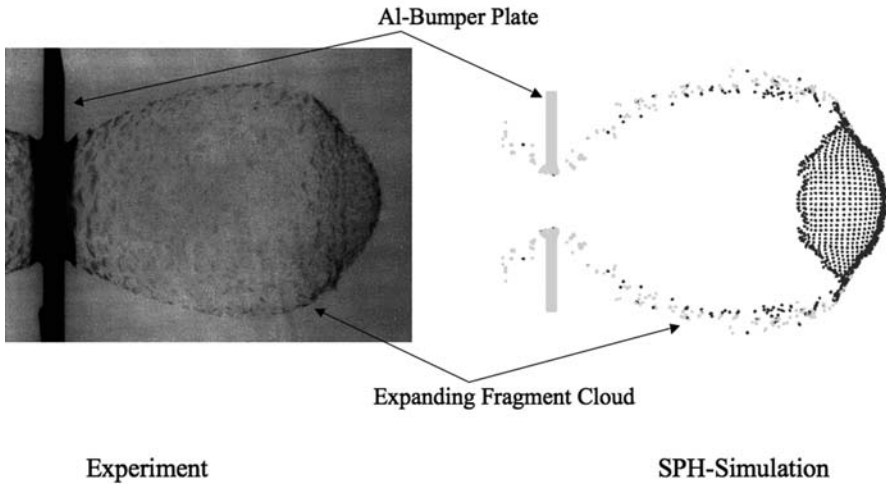 Al-Bumper Plate
Expanding Fragment Cloud
Experiment
SPH-Simulation